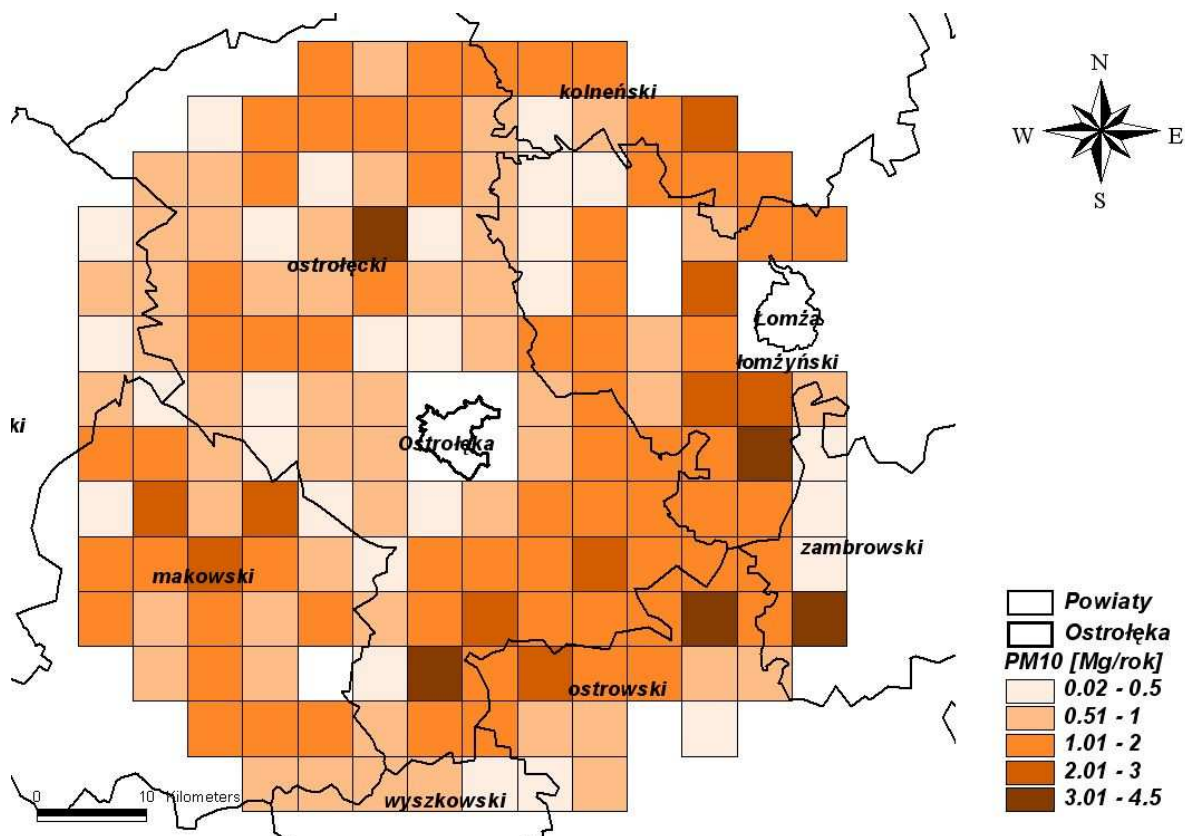 N
W E
S
kolneński
ostrołęcki
Łomża
łomżyński
ki
Ostrołęka
zambrowski
makowski
ostrowski
wyszkowski
0 10 Kilometers
Powiaty
Ostrołęka
PM10 [Mg/rok]
0.02 - 0.5
0.51 - 1
1.01 - 2
2.01 - 3
3.01 - 4.5